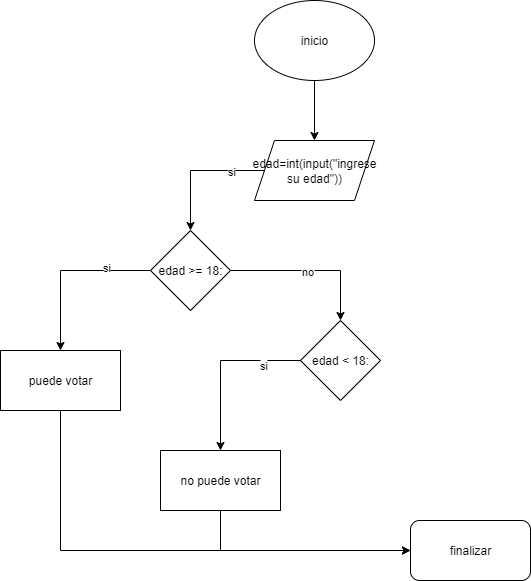 inicio
edad=int(input("ingrese
su edad"))
si
edad >= 18:
si
no
edad < 18:
si
puede votar
no puede votar
finalizar